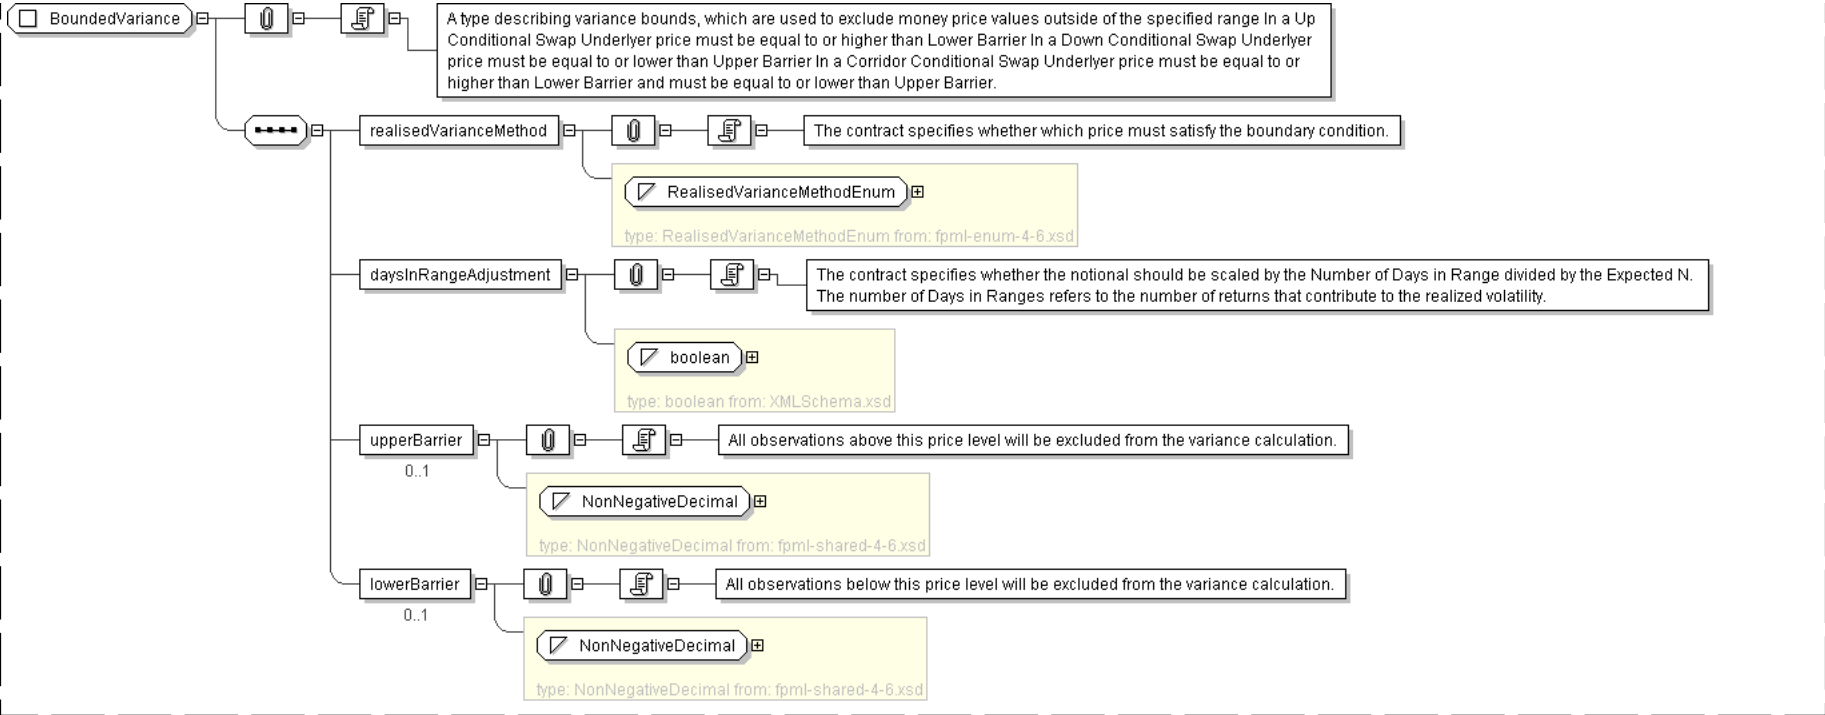 BoundedVariance
A type describing variance bounds, which are used to exclude money price values outside of the specified range In a Up
Conditional Swap Underlyer price must be equal to or higher than Lower Barrier In a Down Conditional Swap Underlyer
price must be equal to or lower than Upper Barrier In a Corridor Conditional Swap Underlyer price must be equal to or
higher than Lower Barrier and must be equal to or lower than Upper Barrier.
realisedVarianceMethod
The contract specifies whether which price must satisfy the boundary condition.
RealisedVarianceMethodEnum
type: RealisedVarianceMethodEnum from: fpml-enum-4-6.xsd
daysInRangeAdjustment
The contract specifies whether the notional should be scaled by the Number of Days in Range divided by the Expected N.
The number of Days in Ranges refers to the number of returns that contribute to the realized volatility.
boolean
type: boolean from: XMLSchema.xsd
upperBarrier
All observations above this price level will be excluded from the variance calculation.
0..1
NonNegativeDecimal
type: NonNegativeDecimal from: fpml-shared-4-6.xsd
lowerBarrier
All observations below this price level will be excluded from the variance calculation.
0..1
NonNegativeDecimal
type: NonNegativeDecimal from: fpml-shared-4-6.xsd